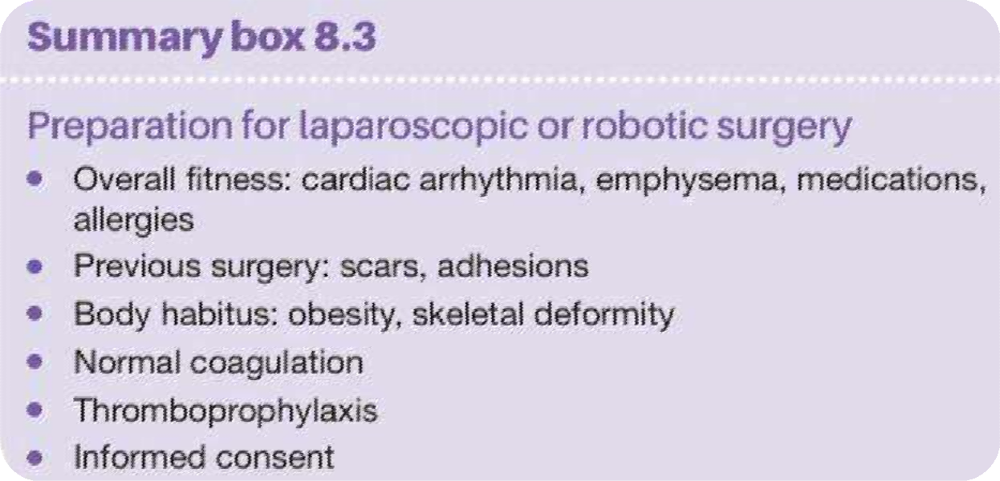 Summary box 8.3
Preparation for laparoscopic or robotic surgery
● Overall fitness: cardiac arrhythmia, emphysema, medications,
allergies
● Previous surgery: scars, adhesions
● Body habitus: obesity, skeletal deformity
● Normal coagulation
● Thromboprophylaxis
● Informed consent